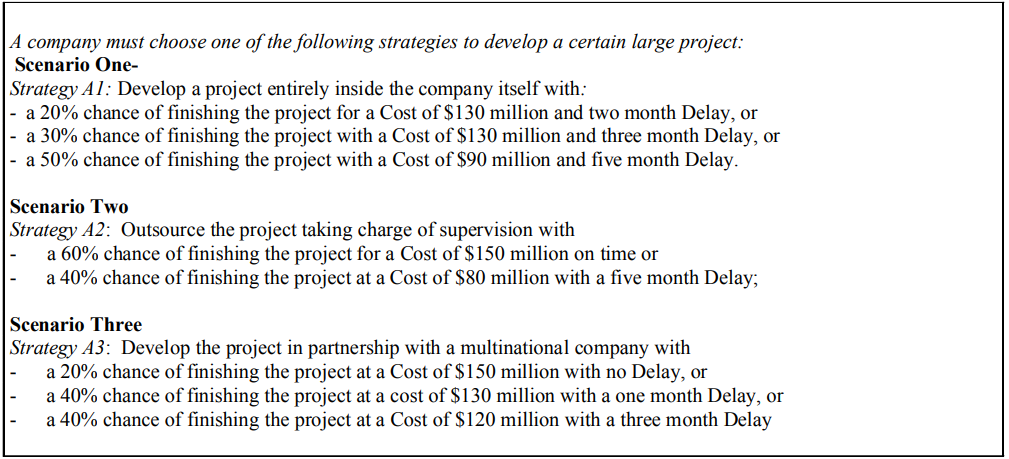 A company must choose one of the following strategies to develop a certain large project:
Scenario One-
Strategy A1: Develop a project entirely inside the company itself with:
- a 20% chance of finishing the project for a Cost of $130 million and two month Delay, or
- a 30% chance of finishing the project with a Cost of $130 million and three month Delay, or
- a 50% chance of finishing the project with a Cost of $90 million and five month Delay.
Scenario Two
Strategy A2: Outsource the project taking charge of supervision with
- a 60% chance of finishing the project for a Cost of $150 million on time or
- a 40% chance of finishing the project at a Cost of $80 million with a five month Delay;
Scenario Three
Strategy A3: Develop the project in partnership with a multinational company with
- a 20% chance of finishing the project at a Cost of $150 million with no Delay, or
- a 40% chance of finishing the project at a cost of $130 million with a one month Delay, or
- a 40% chance of finishing the project at a Cost of $120 million with a three month Delay